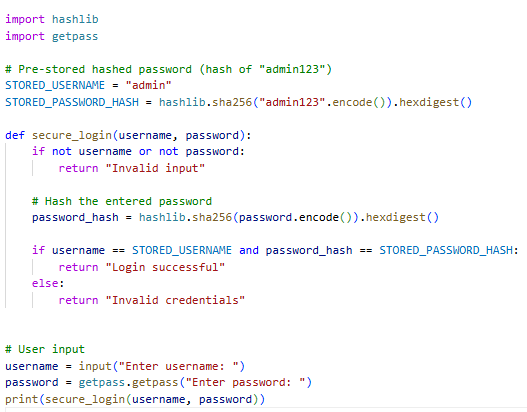 import hashlib
import getpass

# Pre-stored hashed password (hash of "admin123")
STORED_USERNAME = "admin"
STORED_PASSWORD_HASH = hashlib.sha256("admin123".encode()).hexdigest()

def secure_login(username, password):
    if not username or not password:
        return "Invalid input"

    # Hash the entered password
    password_hash = hashlib.sha256(password.encode()).hexdigest()

    if username == STORED_USERNAME and password_hash == STORED_PASSWORD_HASH:
        return "Login successful"
    else:
        return "Invalid credentials"


# User input
username = input("Enter username: ")
password = getpass.getpass("Enter password: ")
print(secure_login(username, password))